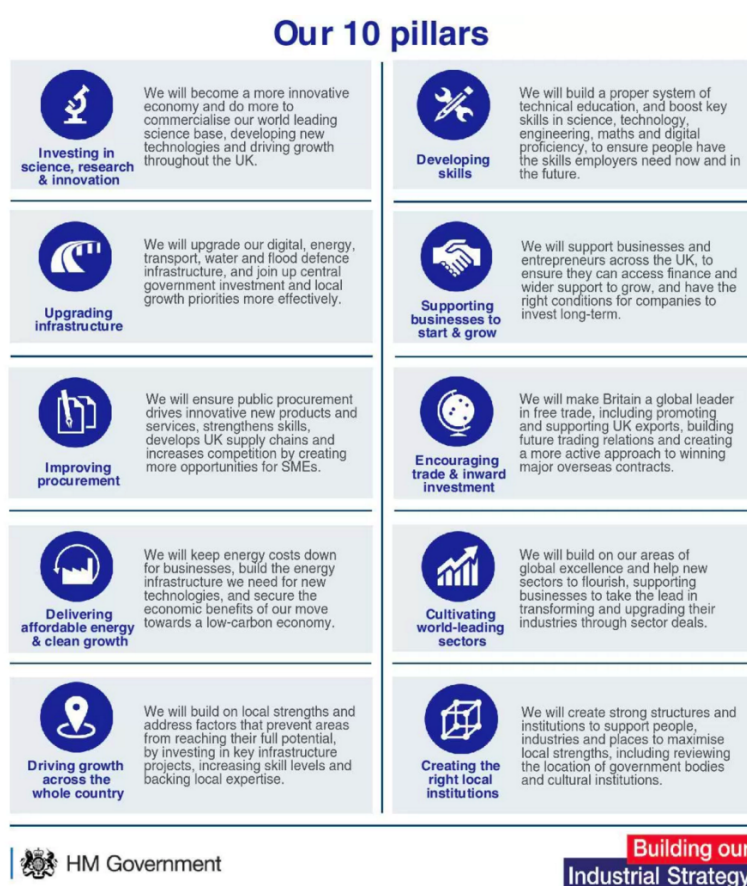 Our 10 pillars
Investing in
science, research
& innovation
We will become a more innovative
economy and do more to
commercialise our world leading
science base, developing new
technologies and driving growth
throughout the UK.
Developing
skills
We will build a proper system of
technical education, and boost key
skills in science, technology,
engineering, maths and digital
proficiency, to ensure people have
the skills employers need now and in
the future.
Upgrading
infrastructure
We will upgrade our digital, energy,
transport, water and flood defence
infrastructure, and join up central
government investment and local
growth priorities more effectively.
Supporting
businesses to
start & grow
We will support businesses and
entrepreneurs across the UK, to
ensure they can access finance and
wider support to grow, and have the
right conditions for companies to
invest long-term.
Improving
procurement
We will ensure public procurement
drives innovative new products and
services, strengthens skills,
develops UK supply chains and
increases competition by creating
more opportunities for SMEs.
Encouraging
trade & inward
investment
We will make Britain a global leader
in free trade, including promoting
and supporting UK exports, building
future trading relations and creating
a more active approach to winning
major overseas contracts.
Delivering
affordable energy
& clean growth
We will keep energy costs down
for businesses, build the energy
infrastructure we need for new
technologies, and secure the
economic benefits of our move
towards a low-carbon economy.
Cultivating
world-leading
sectors
We will build on our areas of
global excellence and help new
sectors to flourish, supporting
businesses to take the lead in
transforming and upgrading their
industries through sector deals.
Driving growth
across the
whole country
We will build on local strengths and
address factors that prevent areas
from reaching their full potential,
by investing in key infrastructure
projects, increasing skill levels and
backing local expertise.
Creating the
right local
institutions
We will create strong structures and
institutions to support people,
industries and places to maximise
local strengths, including reviewing
the location of government bodies
and cultural institutions.
HM Government
Building our
Industrial Strategy